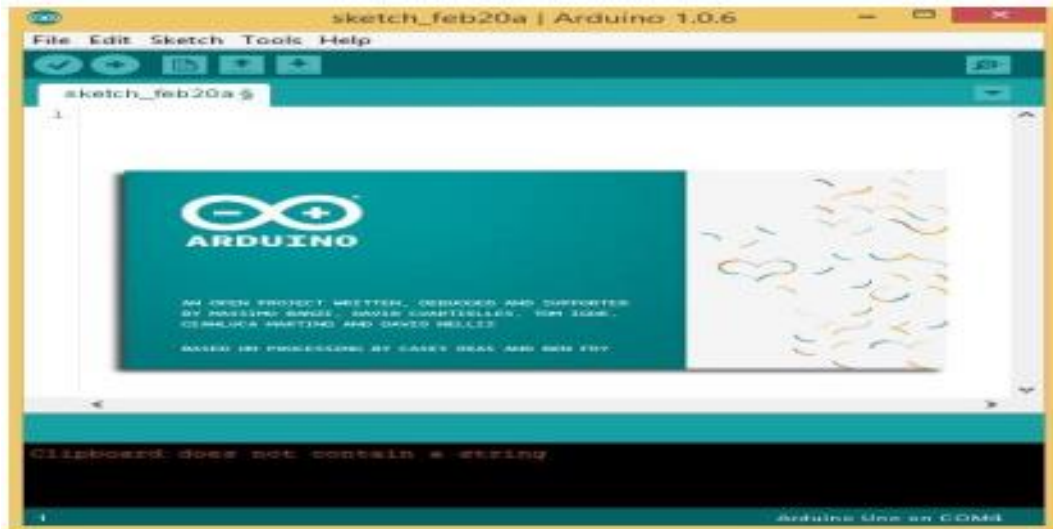 sketch_feb20a | Arduino 1.0.6
File Edit Sketch Tools Help
sketch_feb20a §
1
ARDUINO
AN OPEN PROJECT WRITTEN, DEBUGGED AND SUPPORTED
BY MASSIMO BANZI, DAVID CUARTIELLES, TOM IGOE,
GIANLUCA MARTINO AND DAVID MELLIS
BASED ON PROCESSING BY CASEY REAS AND BEN FRY
Clipboard does not contain a string
1
Arduino Uno on COM4